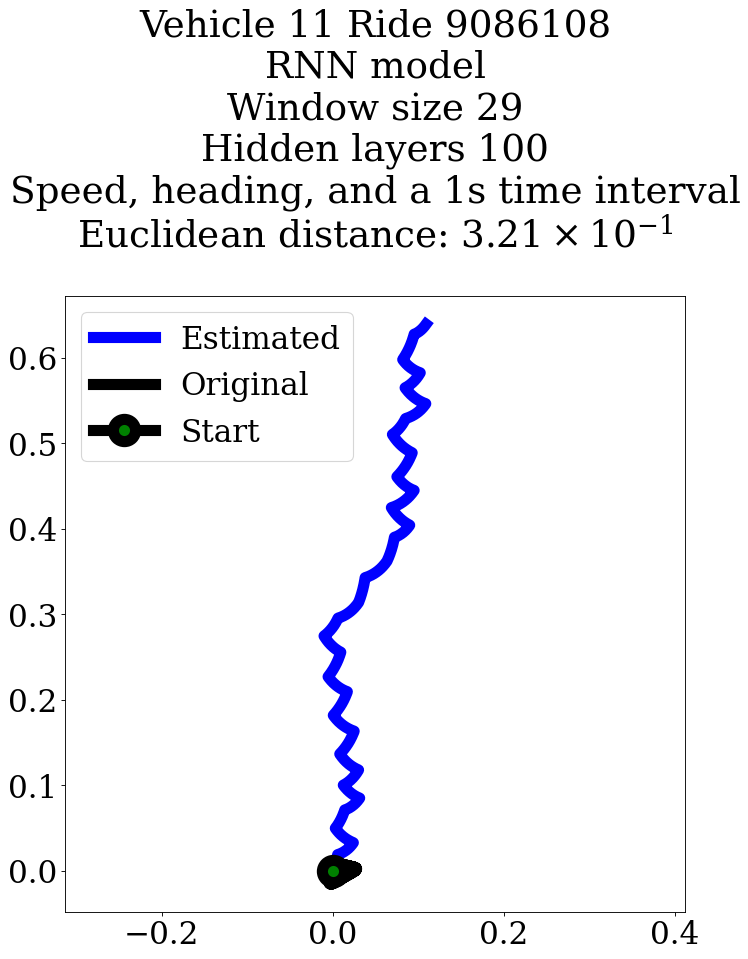 Vehicle 11 Ride 9086108
RNN model
Window size 29
Hidden layers 100
Speed, heading, and a 1s time interval
Euclidean distance: 3.21 × 10⁻¹
Estimated
Original
Start
0.6
0.5
0.4
0.3
0.2
0.1
0.0
−0.2 0.0 0.2 0.4